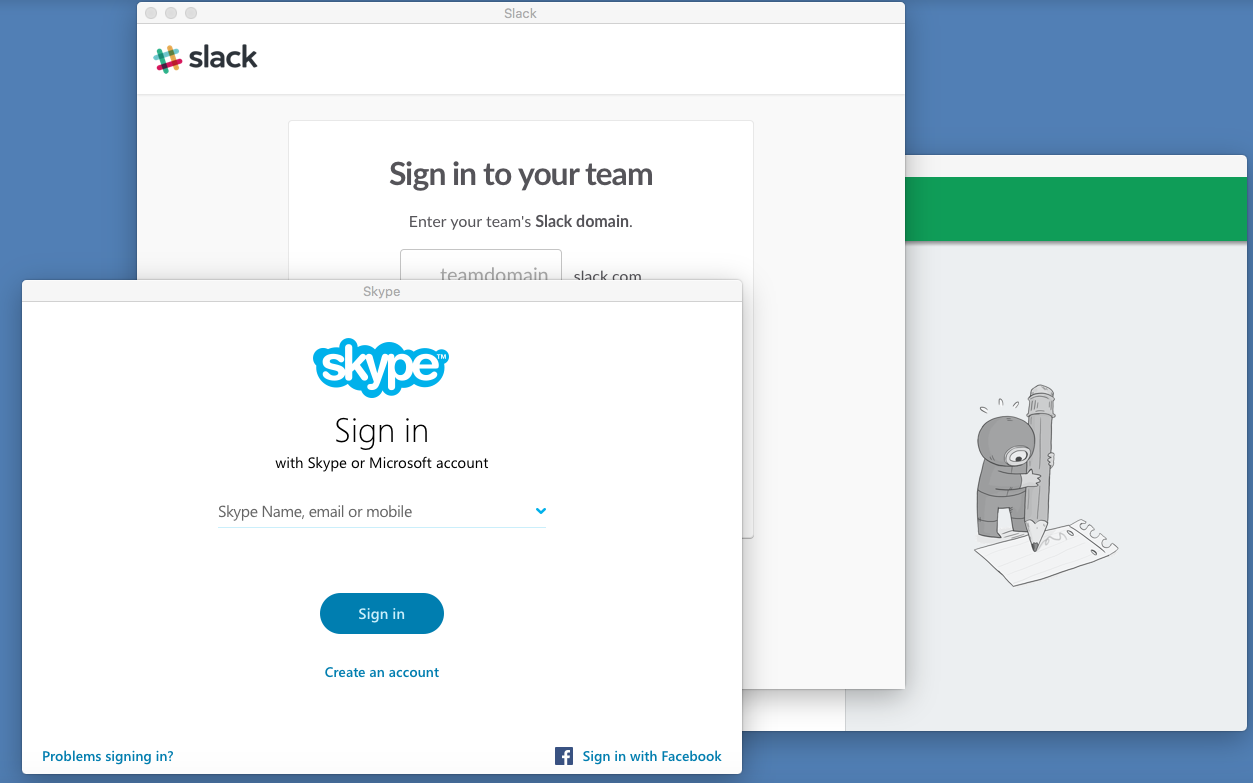 Slack
slack
Sign in to your team
Enter your team's Slack domain.
teamdomain .slack.com
Skype
skype™
Sign in
with Skype or Microsoft account
Skype Name, email or mobile
Sign in
Create an account
Problems signing in?
Sign in with Facebook